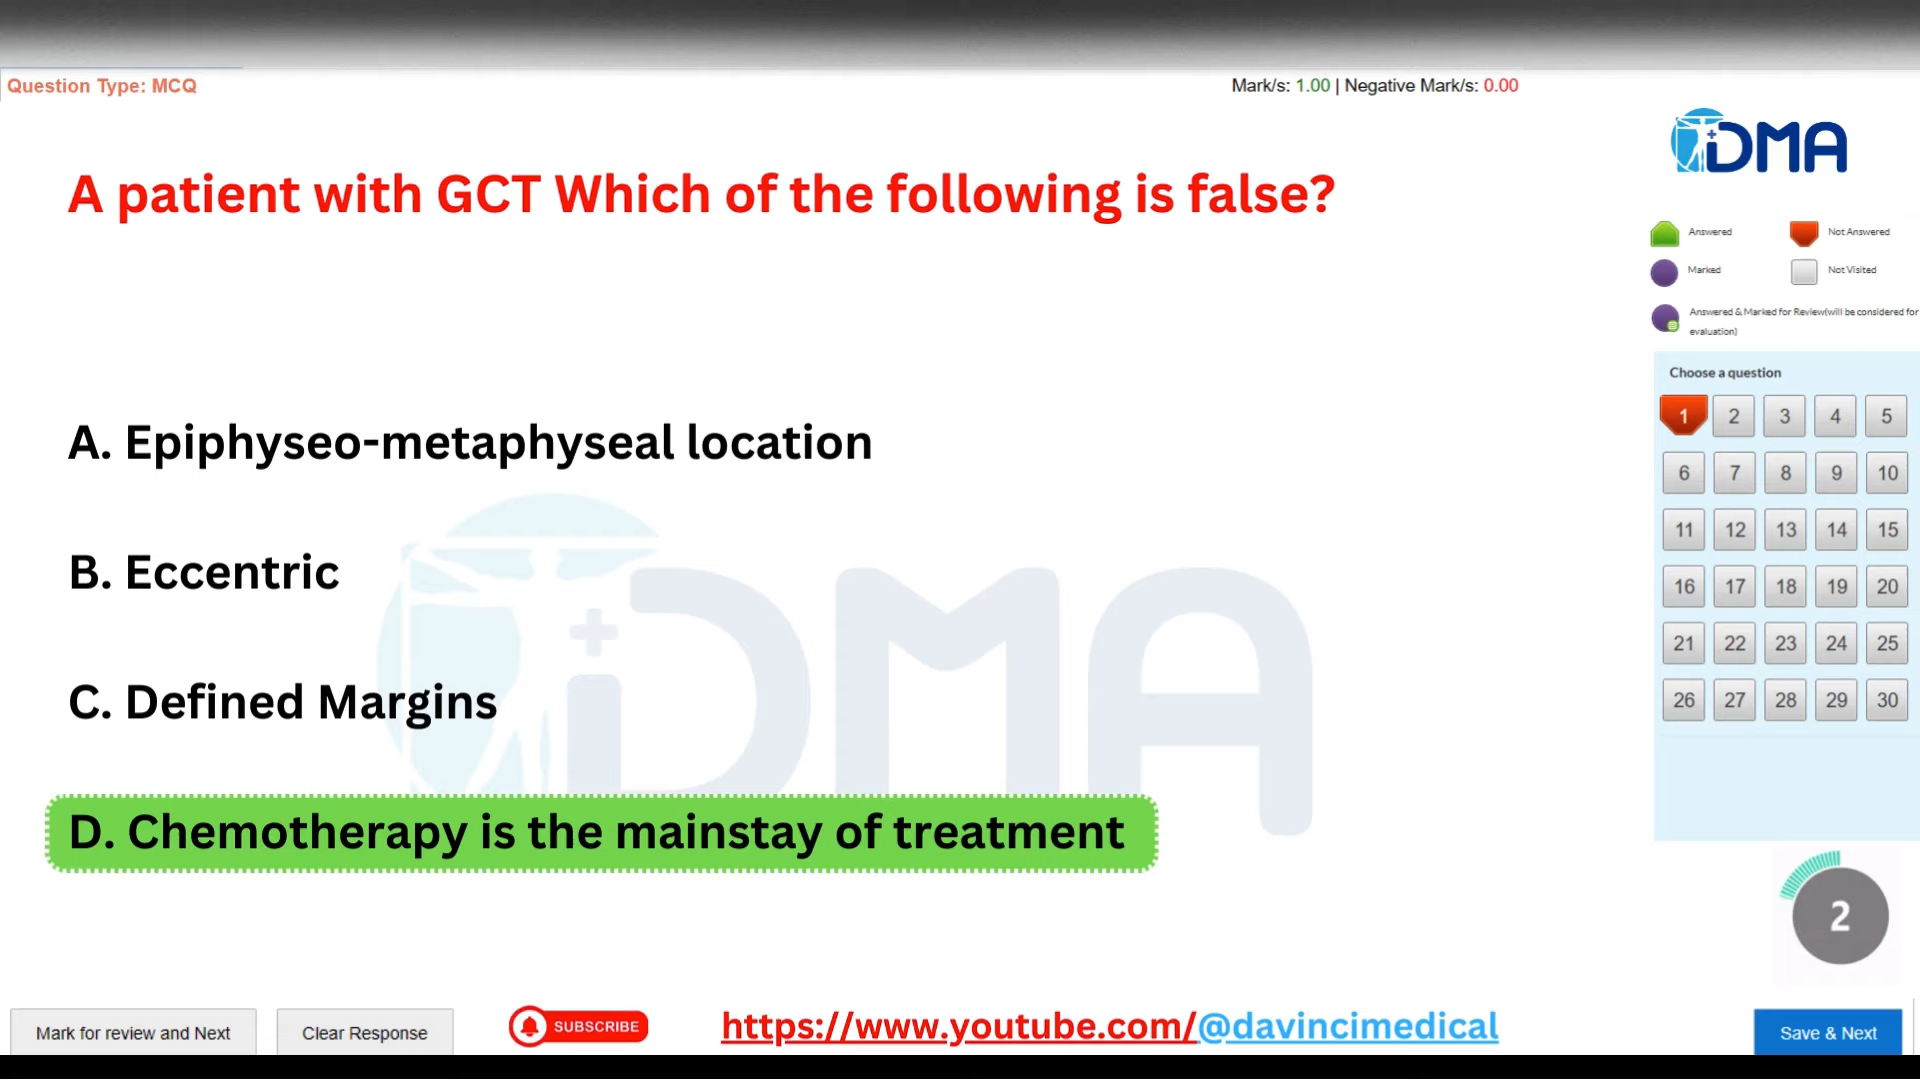 Question Type: MCQ
Mark/s: 1.00 | Negative Mark/s: 0.00
DMA
A patient with GCT Which of the following is false?
Answered
Not Answered
Marked
Not Visited
Answered & Marked for Review(will be considered for
evaluation)
Choose a question
1 2 3 4 5
6 7 8 9 10
11 12 13 14 15
16 17 18 19 20
21 22 23 24 25
26 27 28 29 30
A. Epiphyseo-metaphyseal location
B. Eccentric
C. Defined Margins
D. Chemotherapy is the mainstay of treatment
iDMA
2
Mark for review and Next
Clear Response
SUBSCRIBE
https://www.youtube.com/@davincimedical
Save & Next